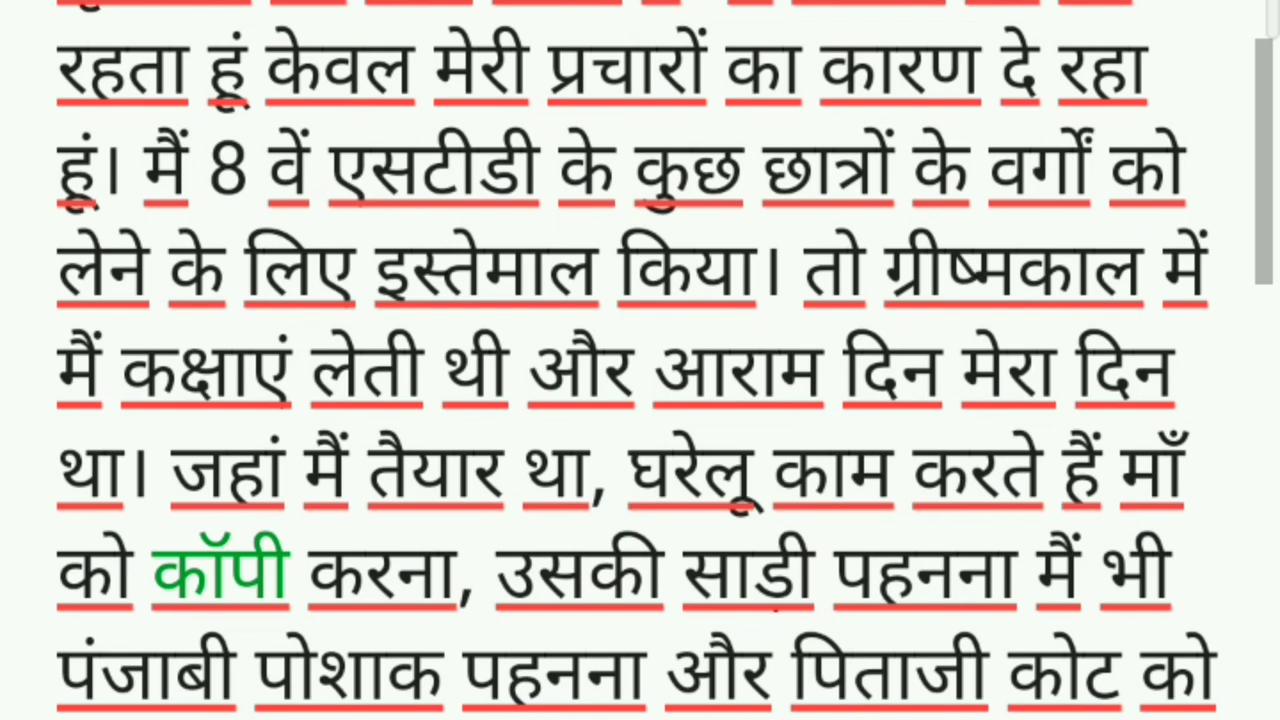 रहता हूं केवल मेरी प्रचारों का कारण दे रहा
हूं। मैं 8 वें एसटीडी के कुछ छात्रों के वर्गों को
लेने के लिए इस्तेमाल किया। तो ग्रीष्मकाल में
मैं कक्षाएं लेती थी और आराम दिन मेरा दिन
था। जहां मैं तैयार था, घरेलू काम करते हैं माँ
को कॉपी करना, उसकी साडी पहनना मैं भी
पंजाबी पोशाक पहनना और पिताजी कोट को